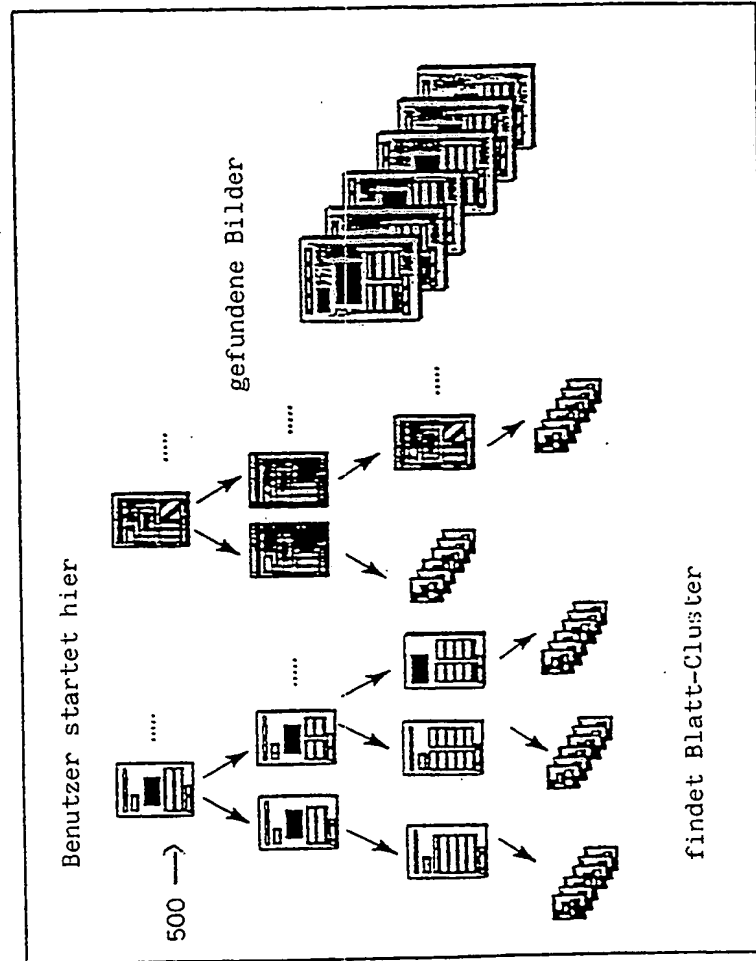 Benutzer startet hier
500
gefundene Bilder
findet Blatt-Cluster